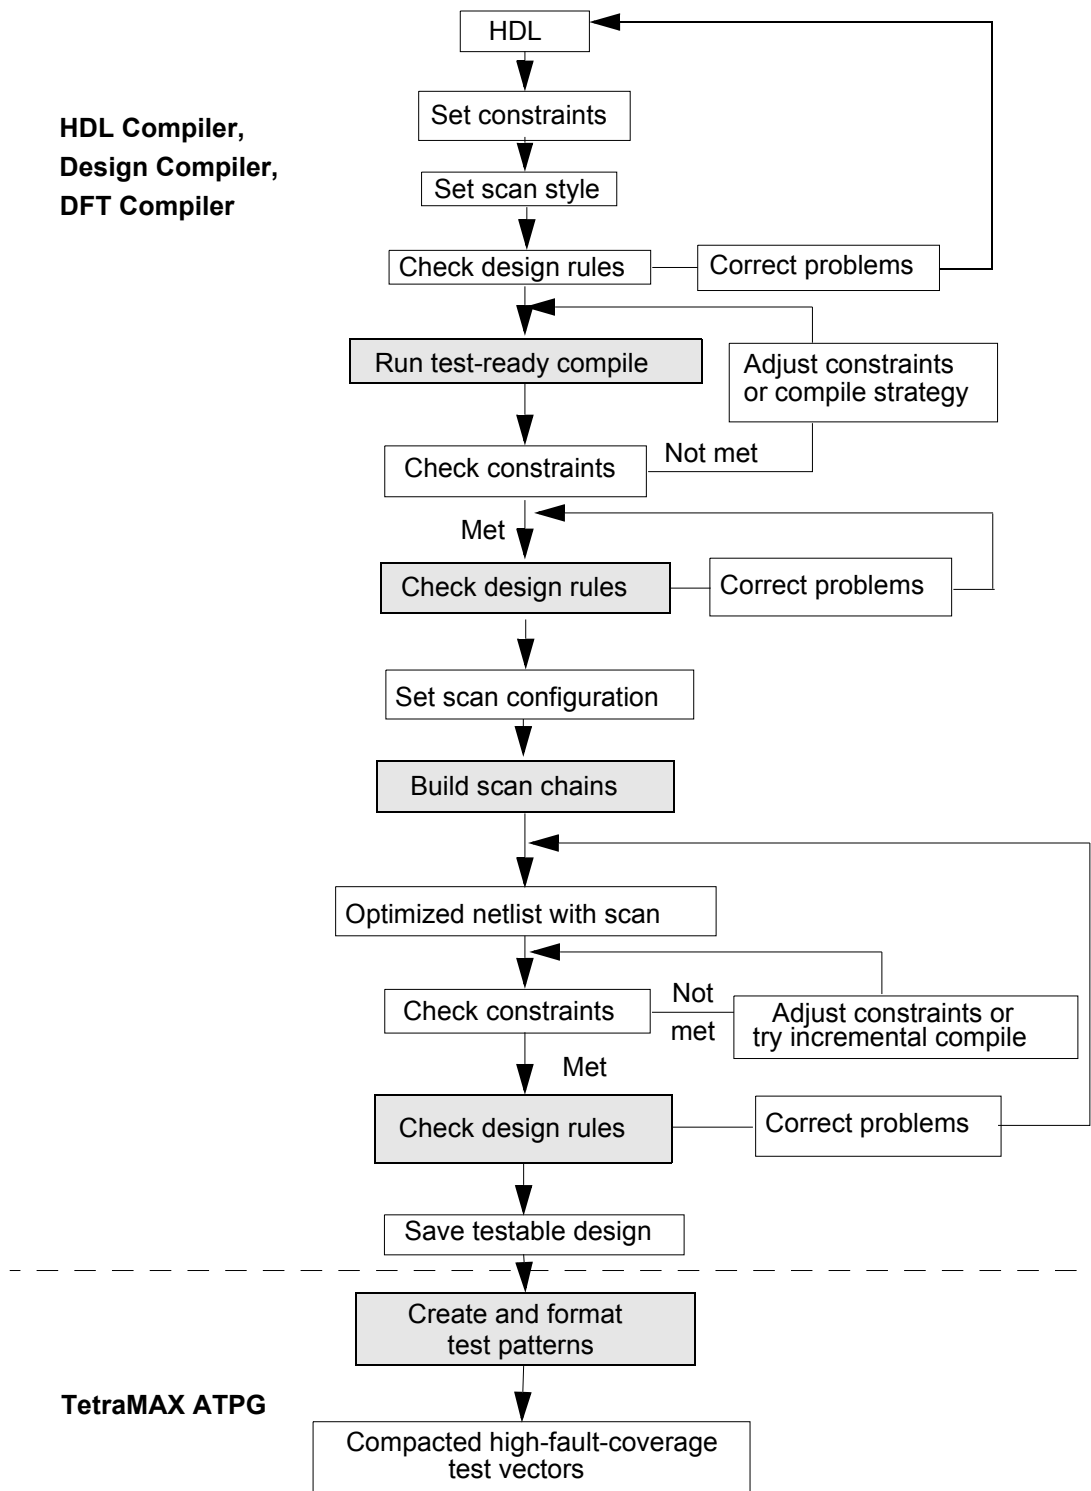 HDL
Set constraints
HDL Compiler,
Design Compiler,
DFT Compiler
Set scan style
Check design rules
Correct problems
Run test-ready compile
Adjust constraints
or compile strategy
Check constraints
Not met
Met
Check design rules
Correct problems
Set scan configuration
Build scan chains
Optimized netlist with scan
Check constraints
Not
met
Adjust constraints or
try incremental compile
Met
Check design rules
Correct problems
Save testable design
Create and format
test patterns
TetraMAX ATPG
Compacted high-fault-coverage
test vectors